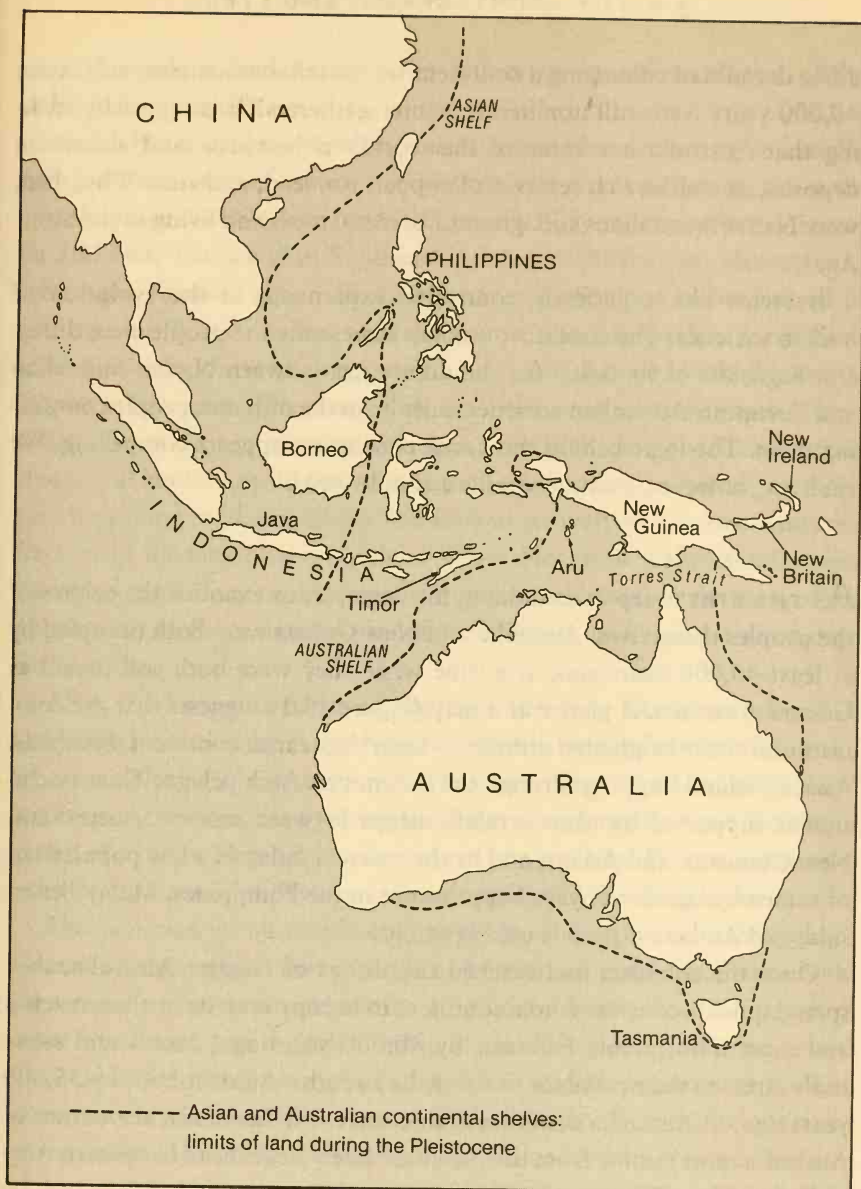 CHINA
ASIAN
SHELF
PHILIPPINES
Borneo
New
Ireland
New
Guinea
Java
INDONESIA
Aru
Torres Strait
New
Britain
Timor
AUSTRALIAN
SHELF
AUSTRALIA
Tasmania
Asian and Australian continental shelves:
limits of land during the Pleistocene